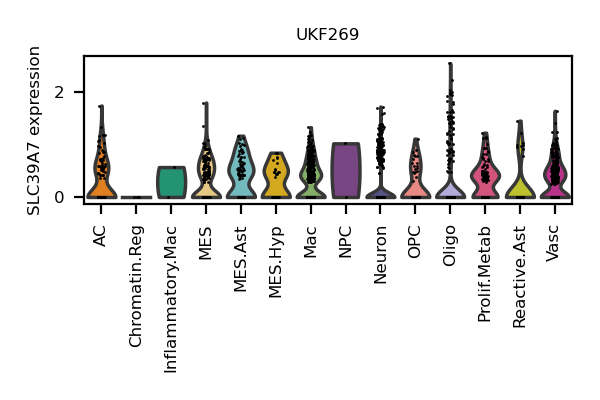 UKF269
SLC39A7 expression
2
0
AC
Chromatin.Reg
Inflammatory.Mac
MES
MES.Ast
MES.Hyp
Mac
NPC
Neuron
OPC
Oligo
Prolif.Metab
Reactive.Ast
Vasc